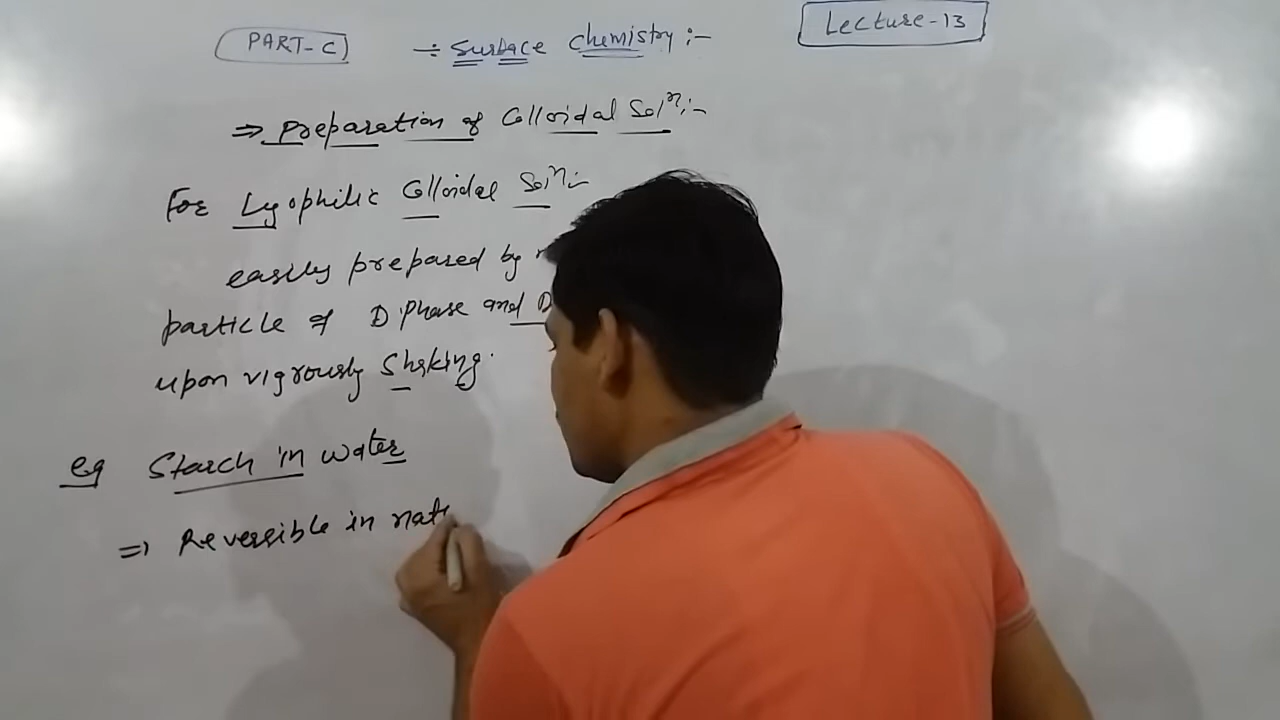 PART-C
÷ Surface Chemistry :-
Lecture-13
⇒ Preparation of Colloidal Solⁿ:-
For Lyophilic Colloidal Solⁿ:-
easily prepared by
particle of D.Phase and D
upon vigrously Shaking.
eg Starch in water
⇒ Reversible in nat